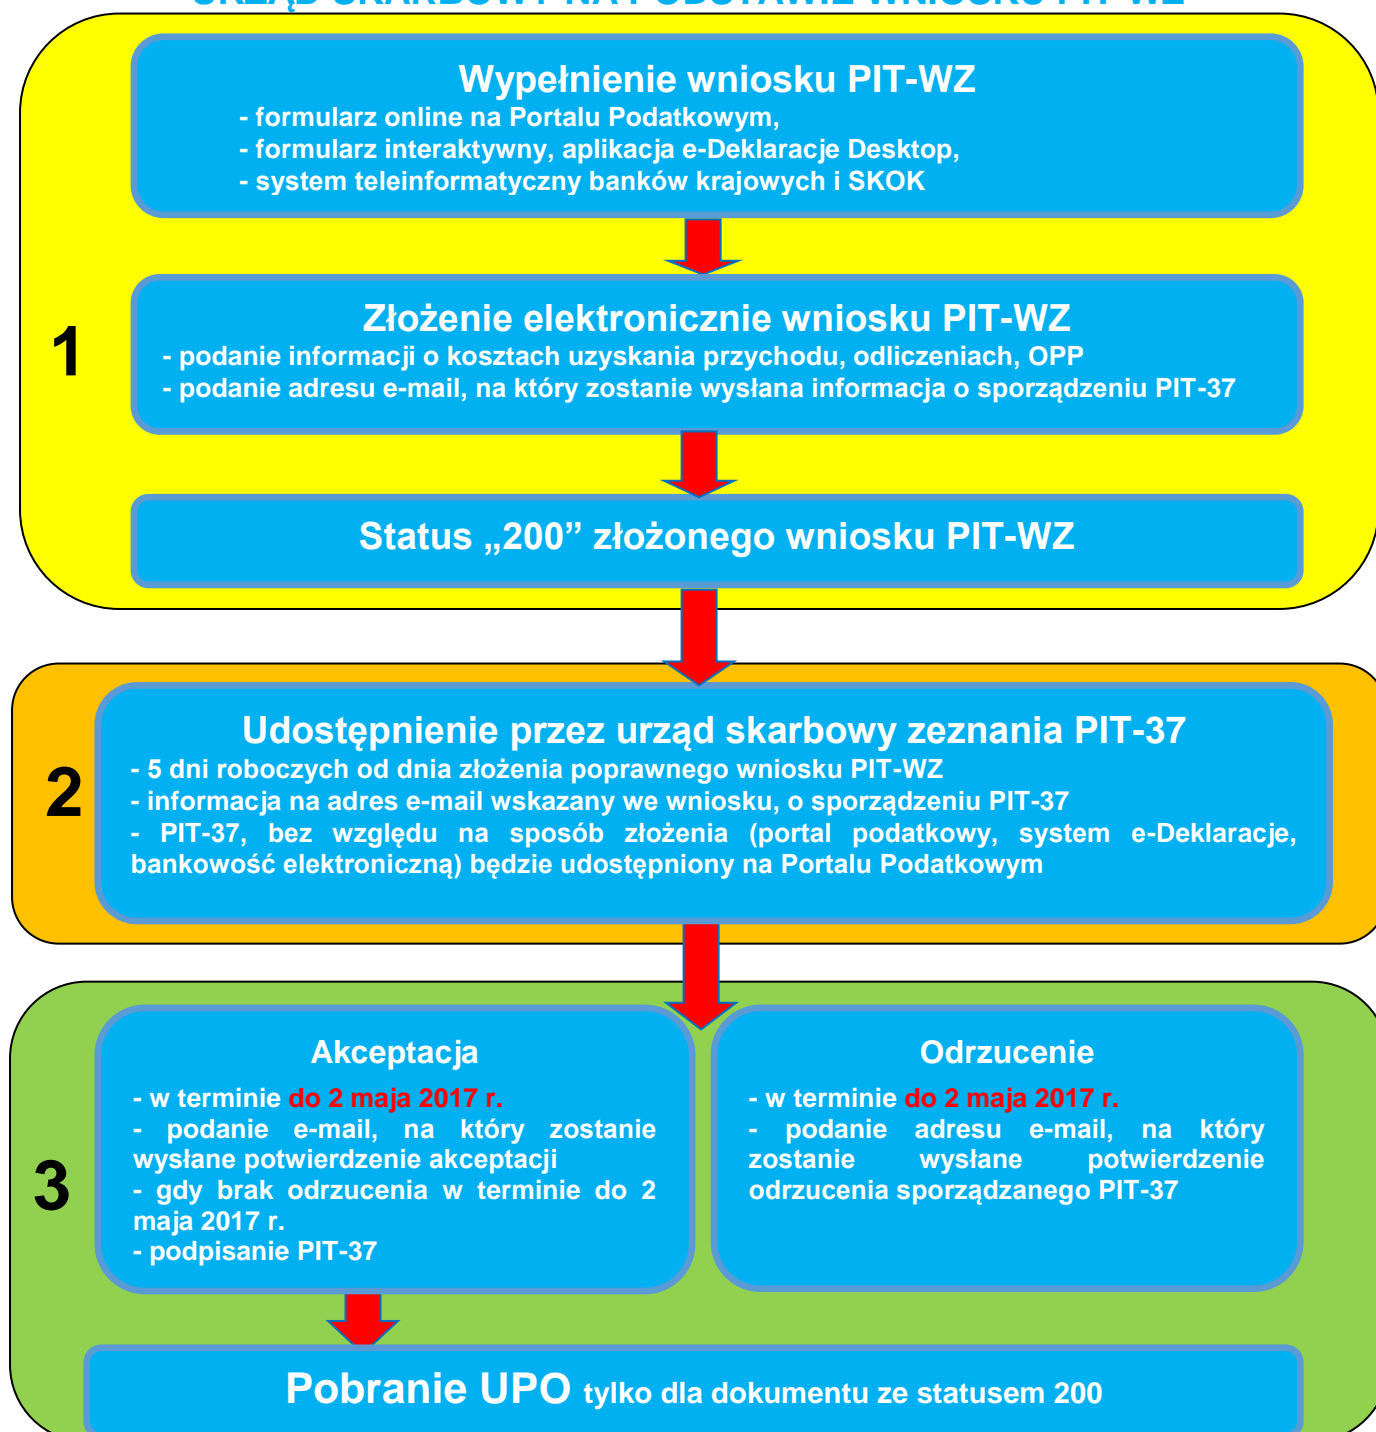 URZĄD SKARBOWY NA PODSTAWIE WNIOSKU PIT-WZ
Wypełnienie wniosku PIT-WZ
- formularz online na Portalu Podatkowym,
- formularz interaktywny, aplikacja e-Deklaracje Desktop,
- system teleinformatyczny banków krajowych i SKOK
1
Złożenie elektronicznie wniosku PIT-WZ
- podanie informacji o kosztach uzyskania przychodu, odliczeniach, OPP
- podanie adresu e-mail, na który zostanie wysłana informacja o sporządzeniu PIT-37
Status „200” złożonego wniosku PIT-WZ
2
Udostępnienie przez urząd skarbowy zeznania PIT-37
- 5 dni roboczych od dnia złożenia poprawnego wniosku PIT-WZ
- informacja na adres e-mail wskazany we wniosku, o sporządzeniu PIT-37
- PIT-37, bez względu na sposób złożenia (portal podatkowy, system e-Deklaracje,
bankowość elektroniczną) będzie udostępniony na Portalu Podatkowym
3
Akceptacja
- w terminie do 2 maja 2017 r.
- podanie e-mail, na który zostanie
wysłane potwierdzenie akceptacji
- gdy brak odrzucenia w terminie do 2
maja 2017 r.
- podpisanie PIT-37
Odrzucenie
- w terminie do 2 maja 2017 r.
- podanie adresu e-mail, na który
zostanie wysłane potwierdzenie
odrzucenia sporządzanego PIT-37
Pobranie UPO tylko dla dokumentu ze statusem 200